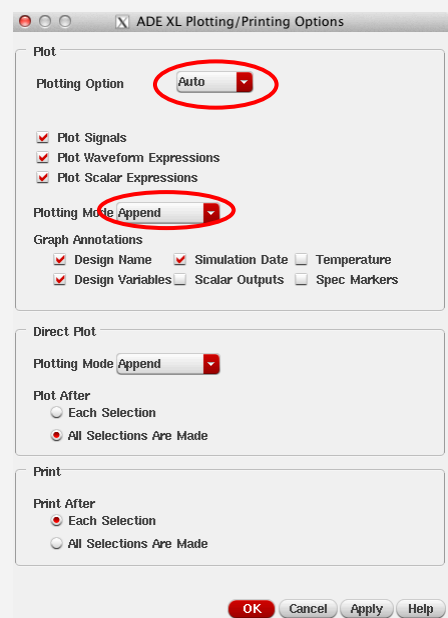 ADE XL Plotting/Printing Options
Plot
Plotting Option Auto
Plot Signals
Plot Waveform Expressions
Plot Scalar Expressions
Plotting Mode Append
Graph Annotations
Design Name Simulation Date Temperature
Design Variables Scalar Outputs Spec Markers
Direct Plot
Plotting Mode Append
Plot After
Each Selection
All Selections Are Made
Print
Print After
Each Selection
All Selections Are Made
OK Cancel Apply Help